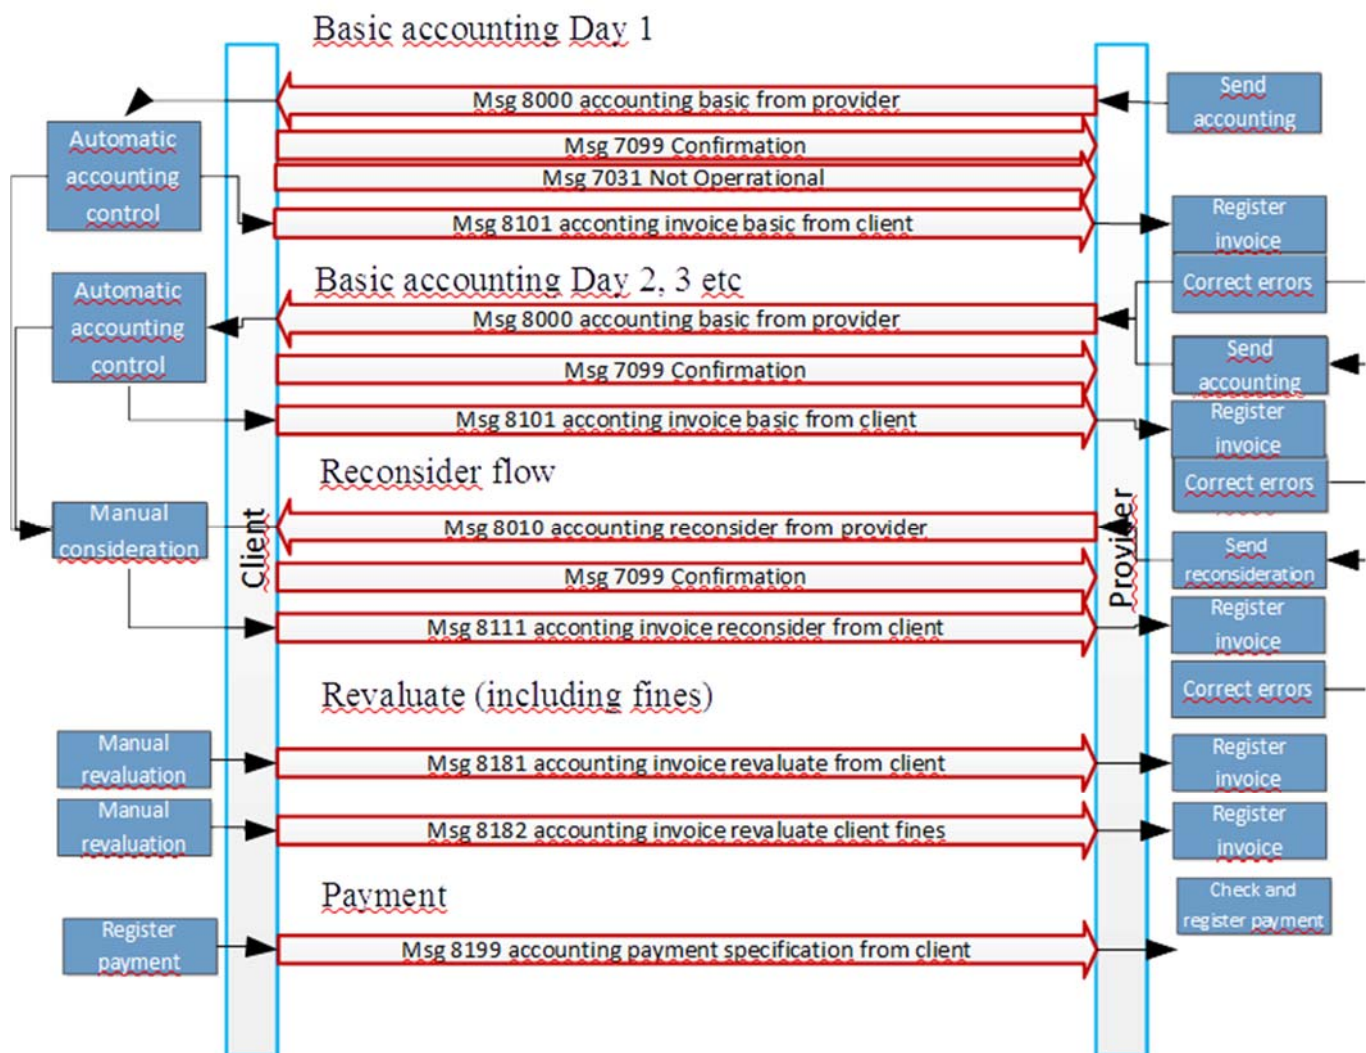 Basic accounting Day 1
Msg 8000 accounting basic from provider
Send
accounting
Automatic
accounting
control
Msg 7099 Confirmation
Msg 7031 Not Operrational
Msg 8101 acconting invoice basic from client
Register
invoice
Basic accounting Day 2, 3 etc
Correct errors
Automatic
accounting
control
Msg 8000 accounting basic from provider
Send
accounting
Msg 7099 Confirmation
Msg 8101 acconting invoice basic from client
Register
invoice
Reconsider flow
Correct errors
Manual
consideration
Client
Msg 8010 accounting reconsider from provider
Provider
Send
reconsideration
Msg 7099 Confirmation
Msg 8111 acconting invoice reconsider from client
Register
invoice
Revaluate (including fines)
Correct errors
Manual
revaluation
Msg 8181 accounting invoice revaluate from client
Register
invoice
Manual
revaluation
Msg 8182 accounting invoice revaluate client fines
Register
invoice
Payment
Check and
register payment
Register
payment
Msg 8199 accounting payment specification from client